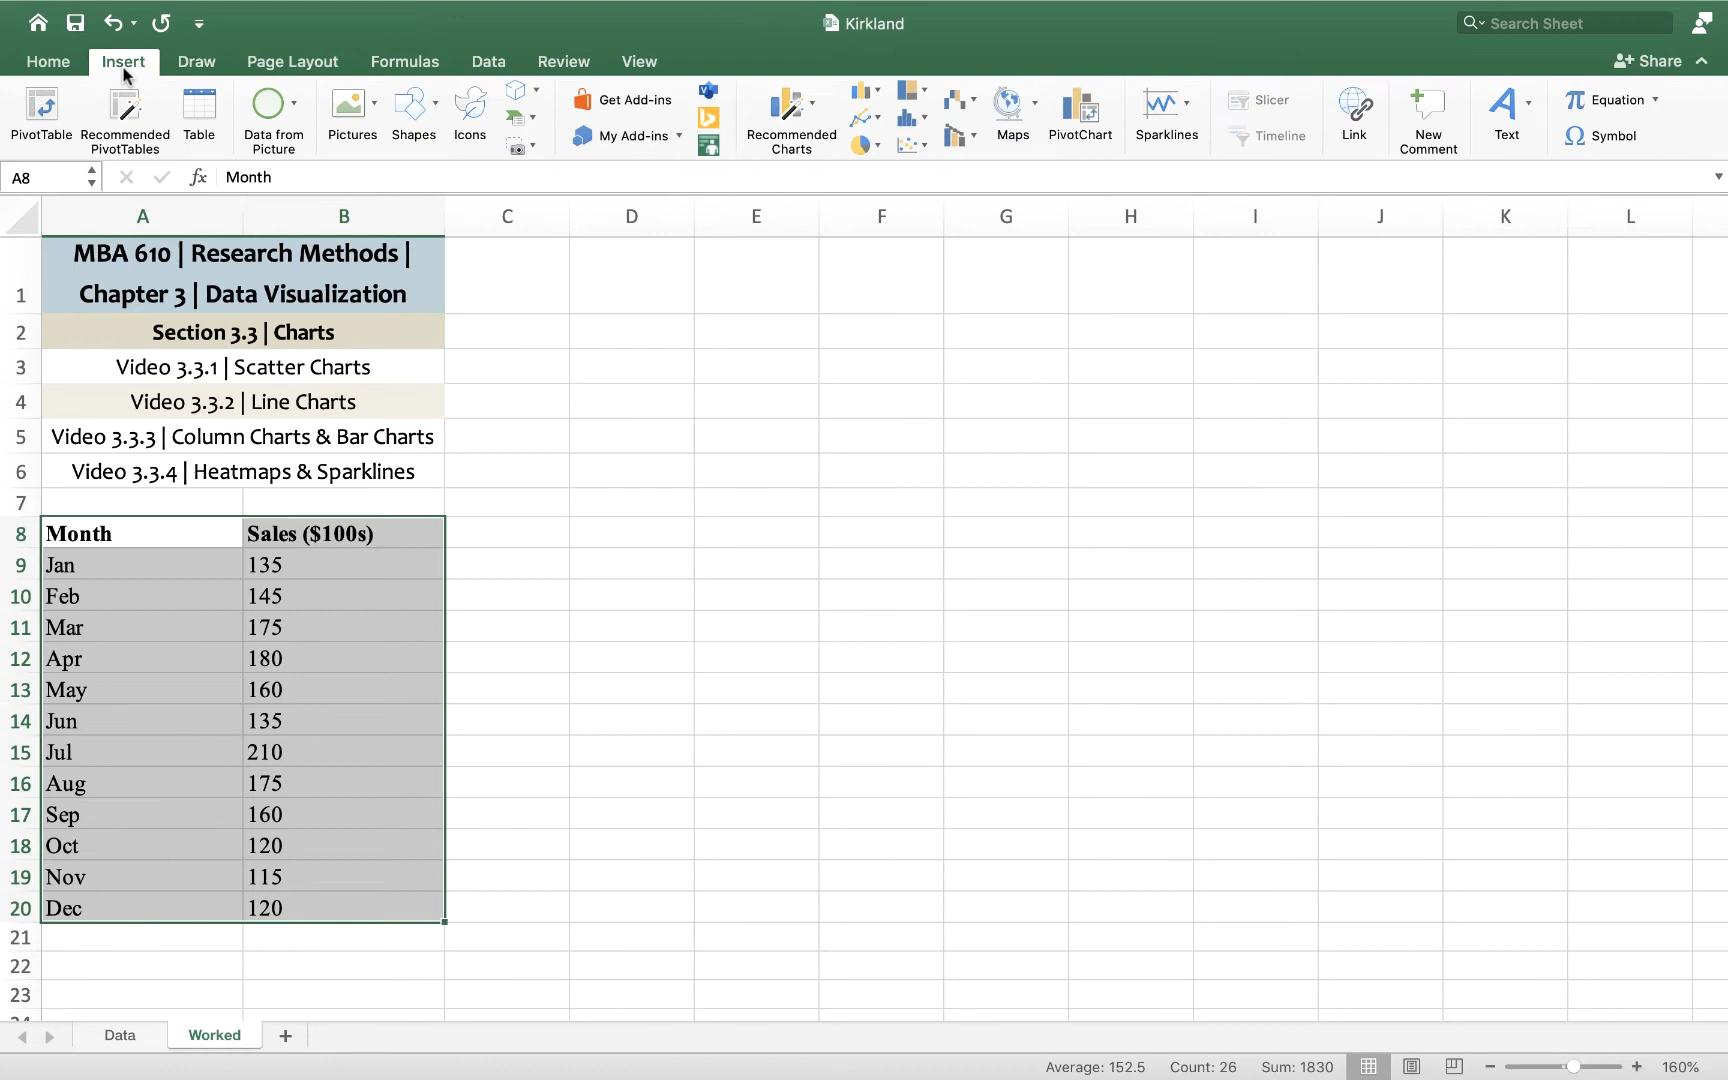 Kirkland
Search Sheet
Home Insert Draw Page Layout Formulas Data Review View Share
PivotTable
Recommended
PivotTables
Table
Data from
Picture
Pictures
Shapes
Icons
Get Add-ins
My Add-ins
Recommended
Charts
Maps
PivotChart
Sparklines
Slicer
Timeline
Link
New
Comment
Text
Equation
Symbol
A8 fx Month
A B C D E F G H I J K L
MBA 610 | Research Methods |
1 Chapter 3 | Data Visualization
2 Section 3.3 | Charts
3 Video 3.3.1 | Scatter Charts
4 Video 3.3.2 | Line Charts
5 Video 3.3.3 | Column Charts & Bar Charts
6 Video 3.3.4 | Heatmaps & Sparklines
7
8 Month Sales ($100s)
9 Jan 135
10 Feb 145
11 Mar 175
12 Apr 180
13 May 160
14 Jun 135
15 Jul 210
16 Aug 175
17 Sep 160
18 Oct 120
19 Nov 115
20 Dec 120
21
22
23
Data Worked +
Average: 152.5 Count: 26 Sum: 1830 160%